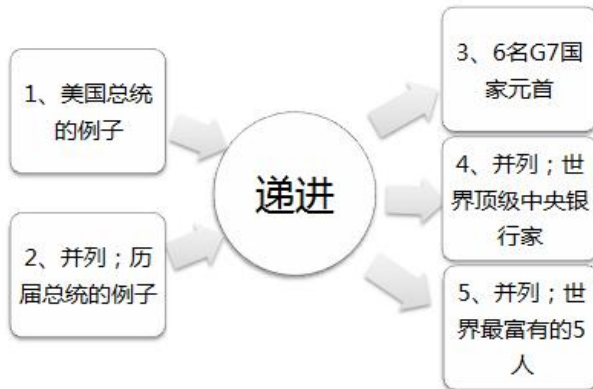 1、美国总统
的例子
2、并列；历
届总统的例子
递进
3、6名G7国
家元首
4、并列；世
界顶级中央银
行家
5、并列；世
界最富有的5
人